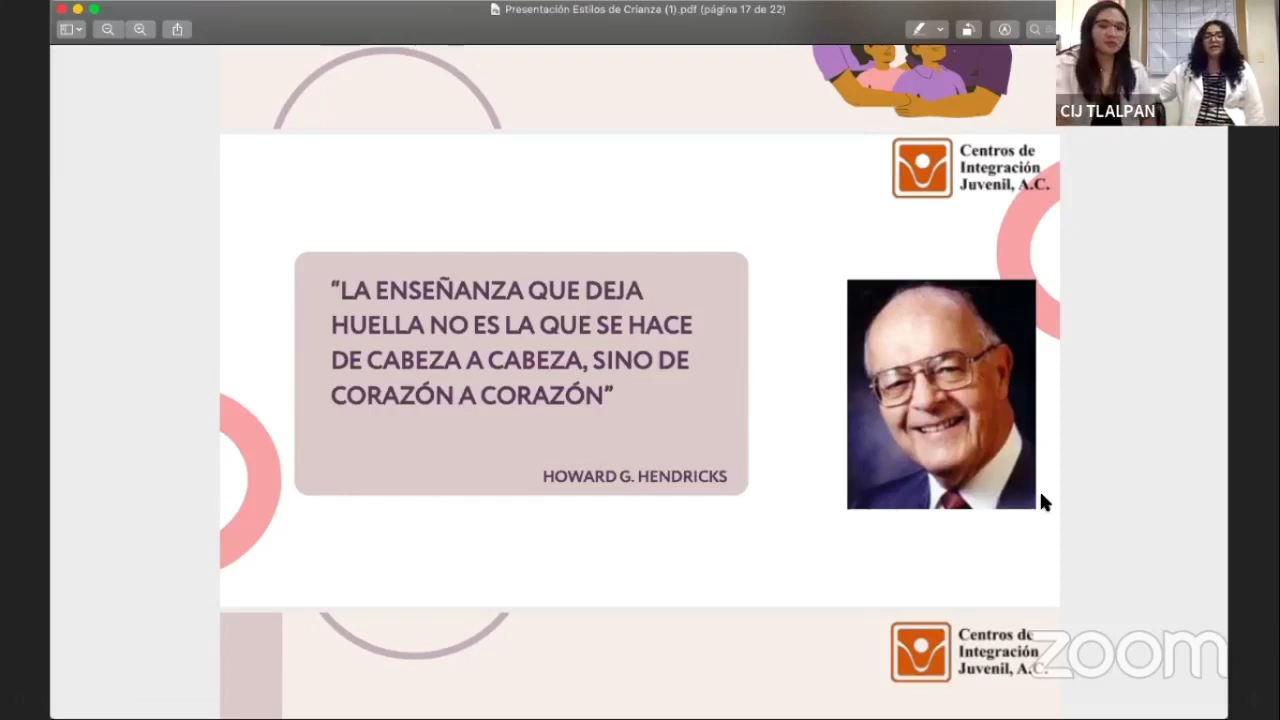 Presentación Estilos de Crianza (1).pdf (página 17 de 22)
CIJ TLALPAN
Centros de
Integración
Juvenil, A.C.
“LA ENSEÑANZA QUE DEJA
HUELLA NO ES LA QUE SE HACE
DE CABEZA A CABEZA, SINO DE
CORAZÓN A CORAZÓN”
HOWARD G. HENDRICKS
Centros de
Integración
Juvenil, A.C.
zoom